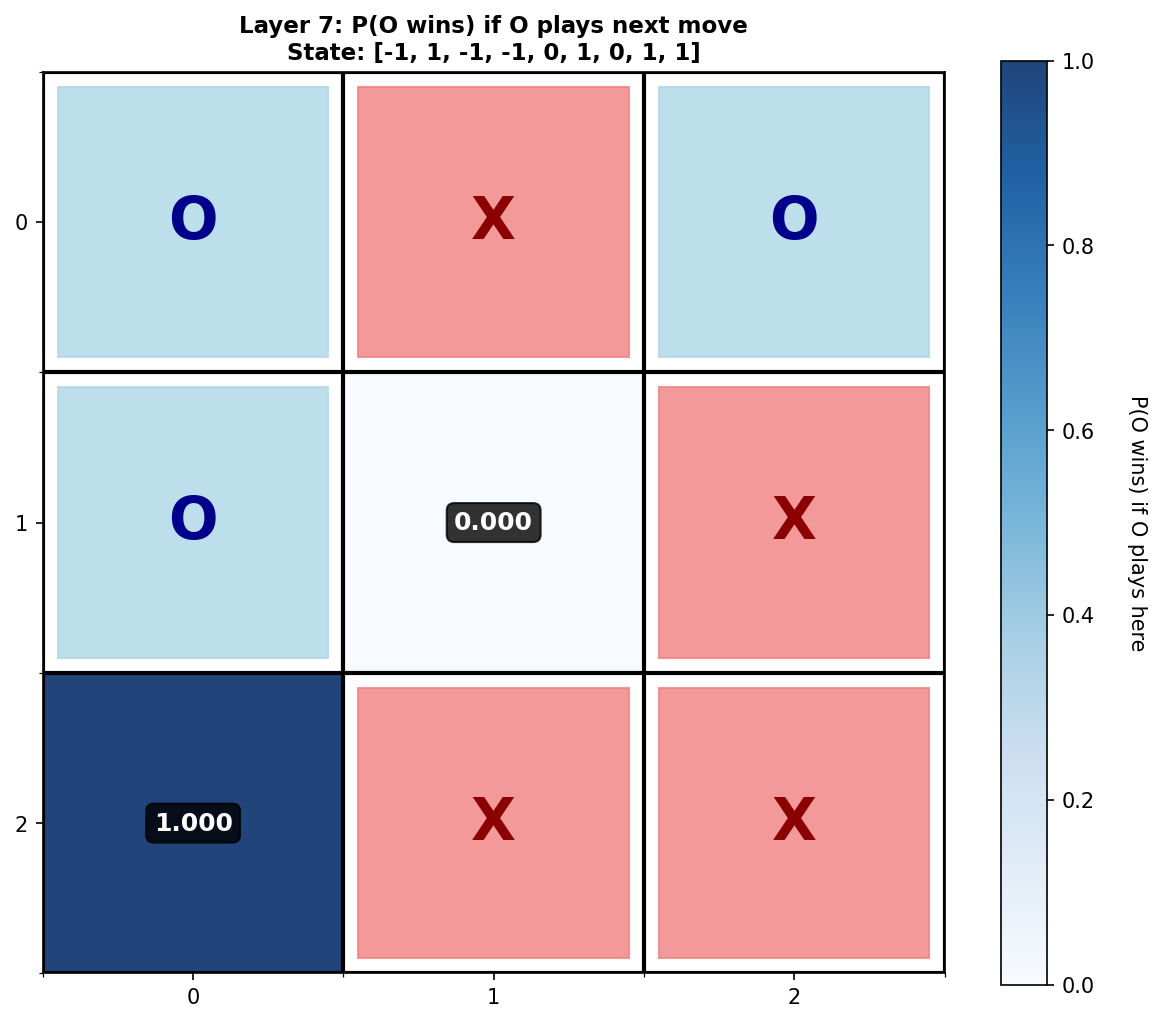 Layer 7: P(O wins) if O plays next move
State: [-1, 1, -1, -1, 0, 1, 0, 1, 1]
0
O
X
O
1
O
0.000
X
2
1.000
X
X
0
1
2
1.0
0.8
0.6
0.4
0.2
0.0
P(O wins) if O plays here